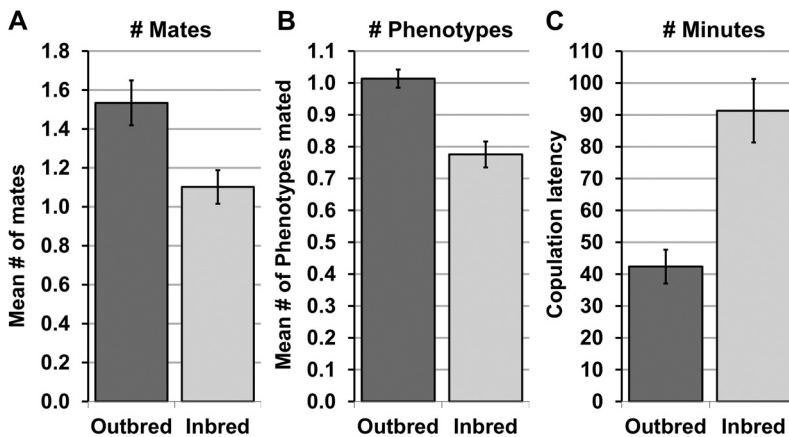 A
# Mates
Mean # of mates
1.8
1.6
1.4
1.2
1.0
0.8
0.6
0.4
0.2
0.0
Outbred
Inbred
B
# Phenotypes
Mean # of Phenotypes mated
1.1
1.0
0.9
0.8
0.7
0.6
0.5
0.4
0.3
0.2
0.1
0.0
Outbred
Inbred
C
# Minutes
Copulation latency
110
100
90
80
70
60
50
40
30
20
10
0
Outbred
Inbred